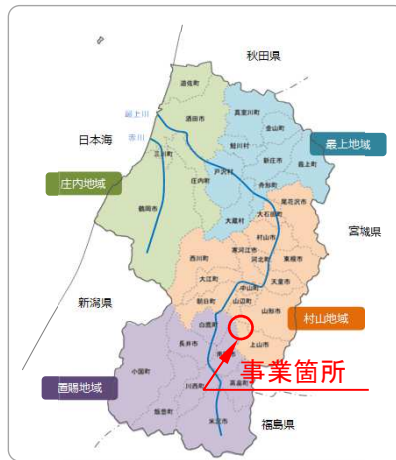 秋田県
遊佐町
最上川
酒田市
真室川町
金山町
日本海
赤川
三川町
鮭川村
新庄市
最上町
最上地域
庄内町
戸沢村
舟形町
庄内地域
鶴岡市
大蔵村
尾花沢市
大石田町
村山市
宮城県
西川町
寒河江市
河北町
東根市
大江町
天童市
新潟県
朝日町
中山町
山辺町
山形市
村山地域
白鷹町
上山市
長井市
小国町
事業箇所
置賜地域
川西町
高畠町
飯豊町
米沢市
福島県